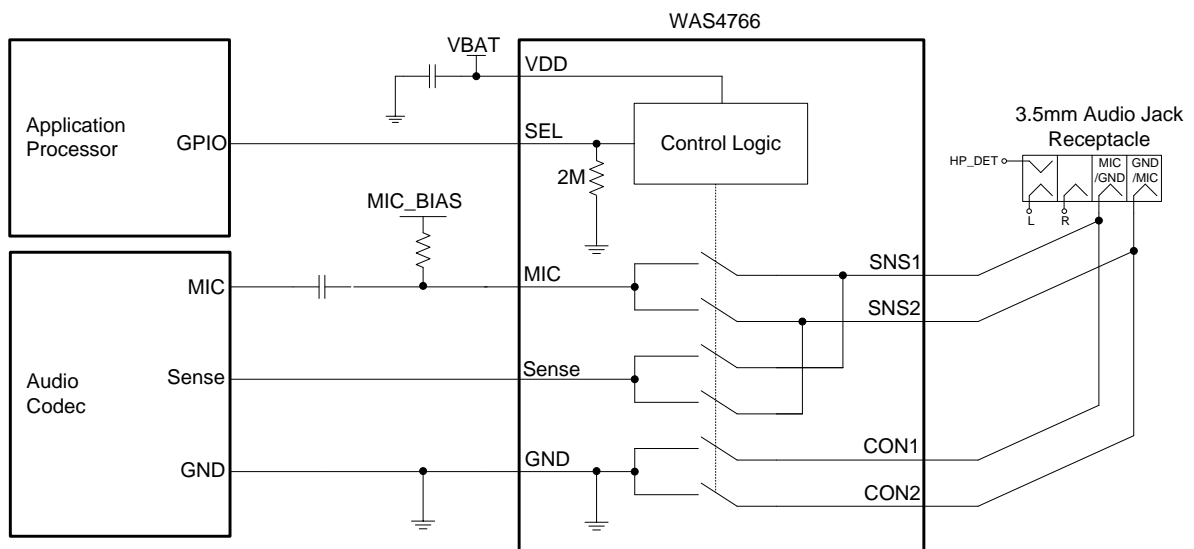 WAS4766
VBAT
VDD
Application
Processor
GPIO
SEL
Control Logic
2M
3.5mm Audio Jack
Receptacle
HP_DET
MIC
/GND
GND
/MIC
L
R
MIC_BIAS
MIC
MIC
SNS1
SNS2
Audio
Codec
Sense
Sense
GND
GND
CON1
CON2